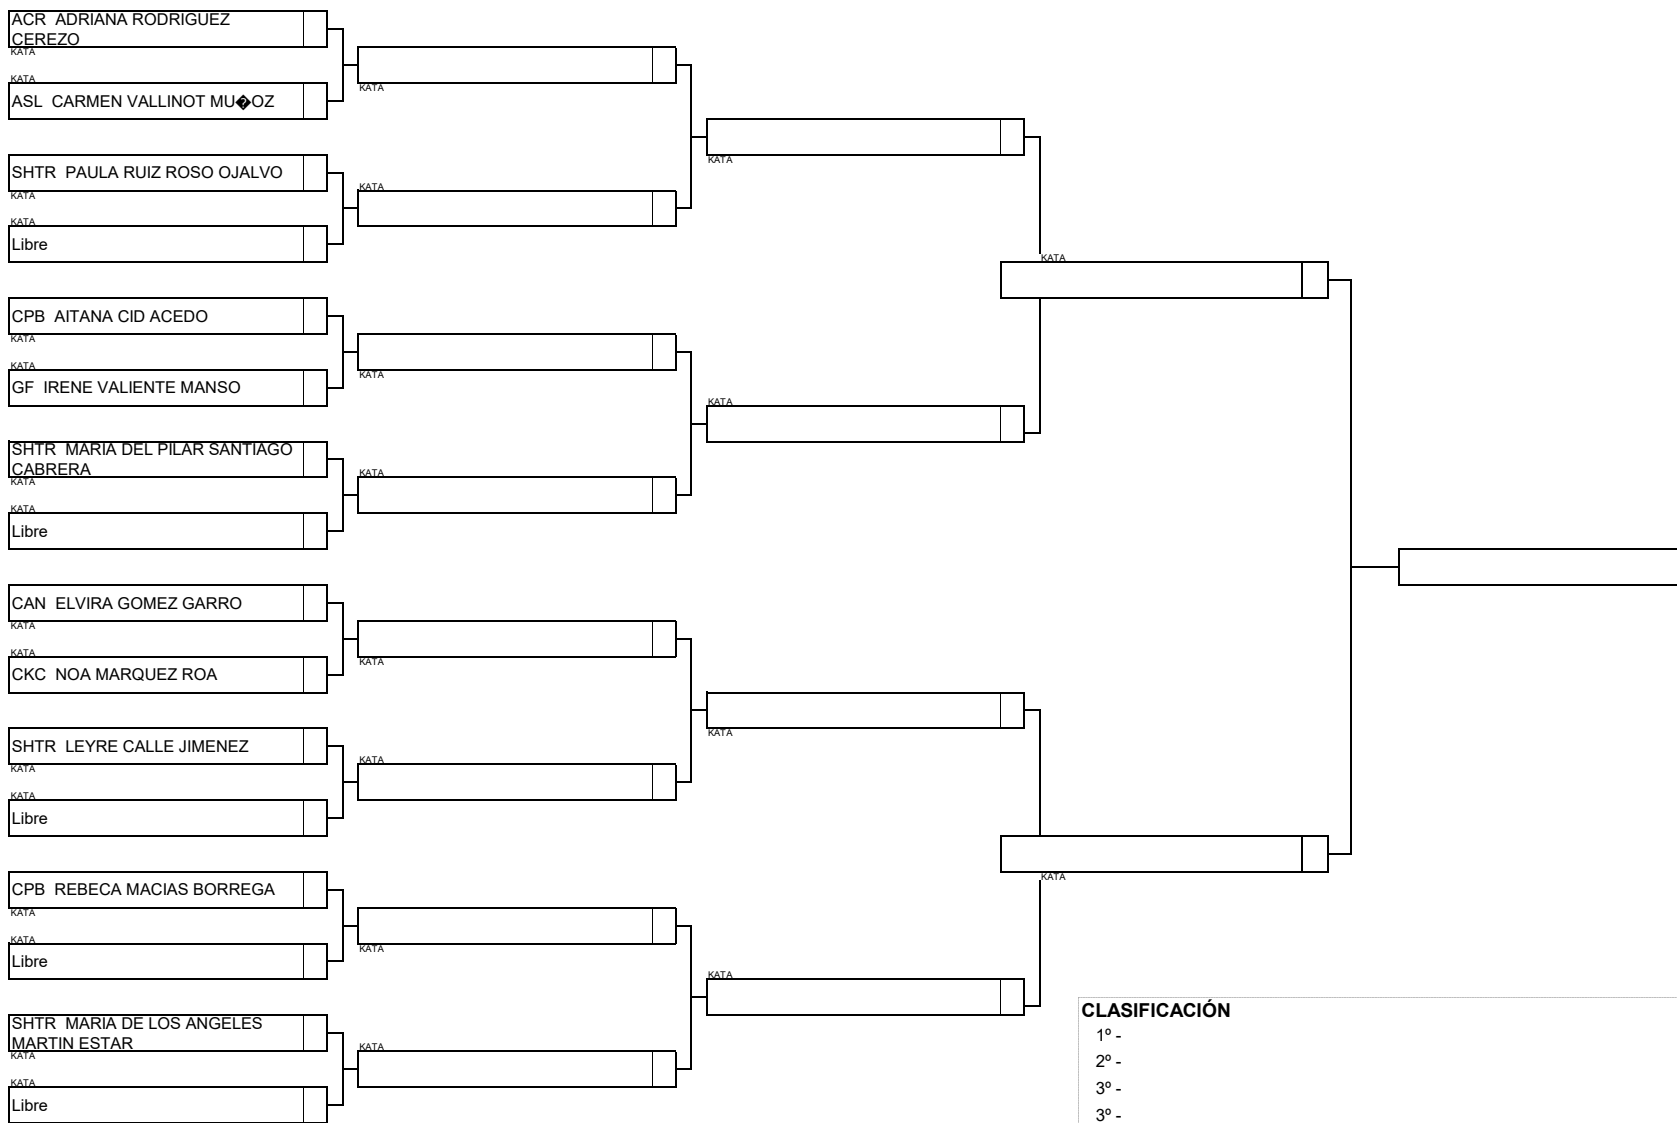 ACR  ADRIANA RODRIGUEZ
CEREZO
KATA
KATA
ASL  CARMEN VALLINOT MU�OZ
SHTR  PAULA RUIZ ROSO OJALVO
KATA
KATA
Libre
CPB  AITANA CID ACEDO
KATA
KATA
GF  IRENE VALIENTE MANSO
SHTR  MARIA DEL PILAR SANTIAGO
CABRERA
KATA
KATA
Libre
CAN  ELVIRA GOMEZ GARRO
KATA
KATA
CKC  NOA MARQUEZ ROA
SHTR  LEYRE CALLE JIMENEZ
KATA
KATA
Libre
CPB  REBECA MACIAS BORREGA
KATA
KATA
Libre
SHTR  MARIA DE LOS ANGELES
MARTIN ESTAR
KATA
KATA
Libre
KATA
KATA
KATA
KATA
KATA
KATA
KATA
KATA
KATA
KATA
KATA
KATA
KATA
KATA
CLASIFICACIÓN
1º -
2º -
3º -
3º -